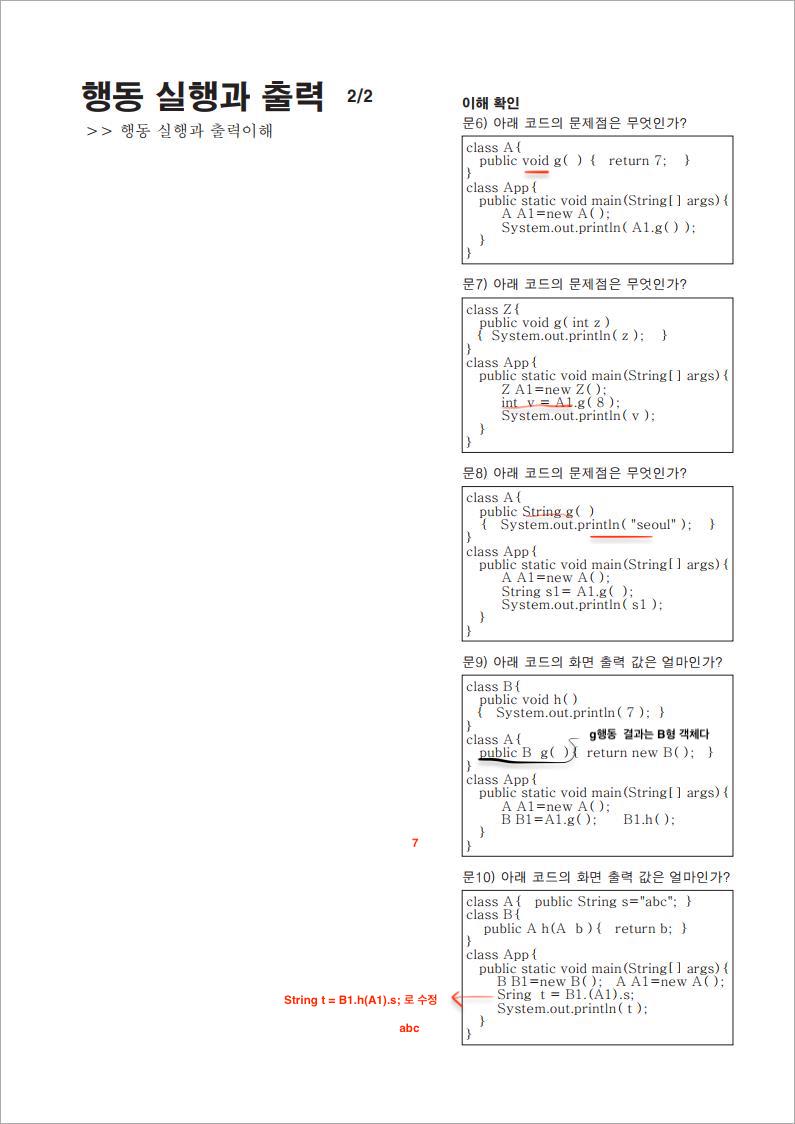 행동 실행과 출력 2/2
>> 행동 실행과 출력이해
이해 확인
문6) 아래 코드의 문제점은 무엇인가?
class A{
public void g( ) { return 7; }
}
class App{
public static void main(String[] args){
A A1=new A();
System.out.println( A1.g() );
}
}
문7) 아래 코드의 문제점은 무엇인가?
class Z{
public void g( int z )
{ System.out.println( z ); }
}
class App{
public static void main(String[] args){
Z A1=new Z();
int v = A1.g( 8 );
System.out.println( v );
}
}
문8) 아래 코드의 문제점은 무엇인가?
class A{
public String g( )
{ System.out.println( "seoul" ); }
}
class App{
public static void main(String[] args){
A A1=new A();
String s1= A1.g( );
System.out.println( s1 );
}
}
문9) 아래 코드의 화면 출력 값은 얼마인가?
class B{
public void h()
{ System.out.println( 7 ); }
}
class A{
g행동 결과는 B형 객체다
public B g( ){ return new B(); }
}
class App{
public static void main(String[] args){
A A1=new A();
B B1=A1.g(); B1.h();
}
}
7
문10) 아래 코드의 화면 출력 값은 얼마인가?
class A{ public String s="abc"; }
class B{
public A h(A b ){ return b; }
}
class App{
public static void main(String[] args){
B B1=new B(); A A1=new A();
Sring t = B1.(A1).s;
System.out.println( t );
}
}
String t = B1.h(A1).s; 로 수정
abc